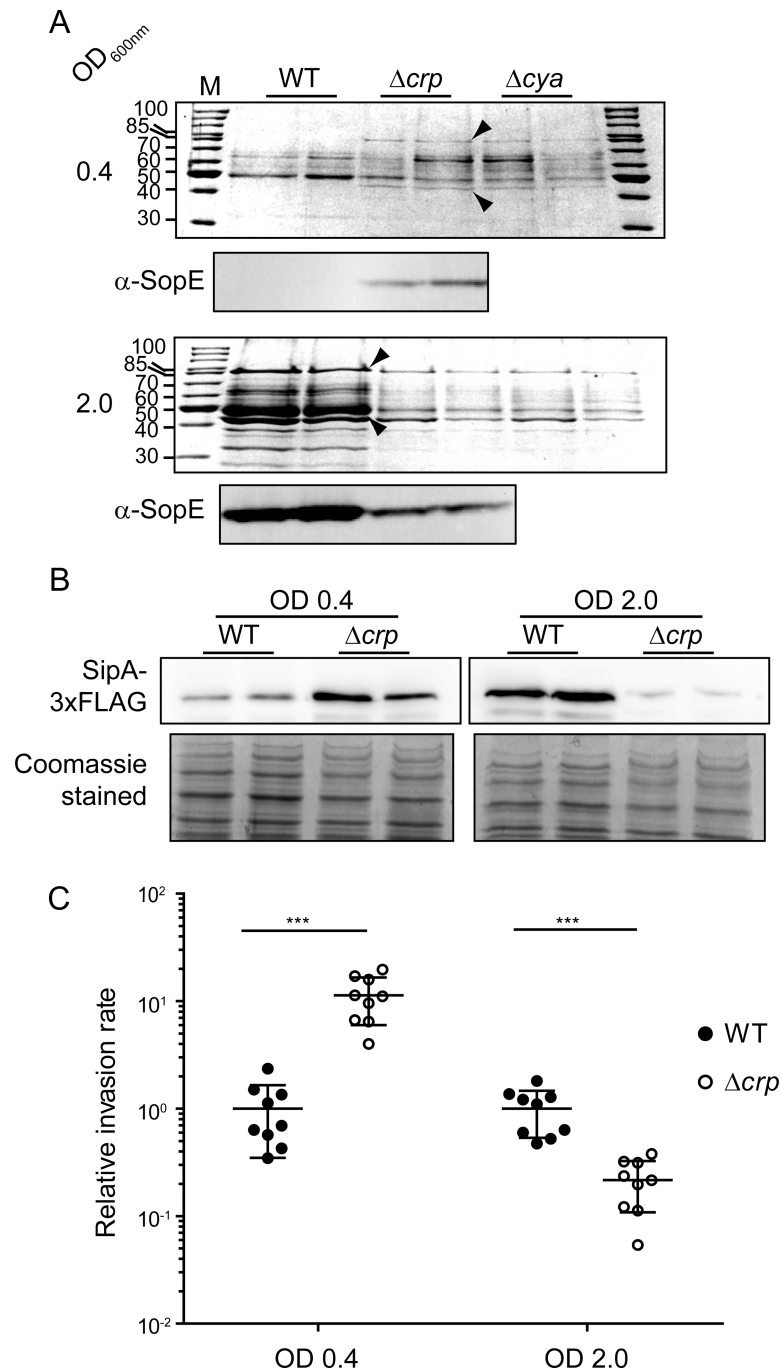 A
OD600nm
M WT Δcrp Δcya
100
85
70
60
50
40
30
0.4
α-SopE
100
85
70
60
50
40
30
2.0
α-SopE
B
OD 0.4 OD 2.0
WT Δcrp WT Δcrp
SipA-
3xFLAG
Coomassie
stained
C
Relative invasion rate
10²
10¹
10⁰
10⁻¹
10⁻²
*** ***
WT
Δcrp
OD 0.4 OD 2.0